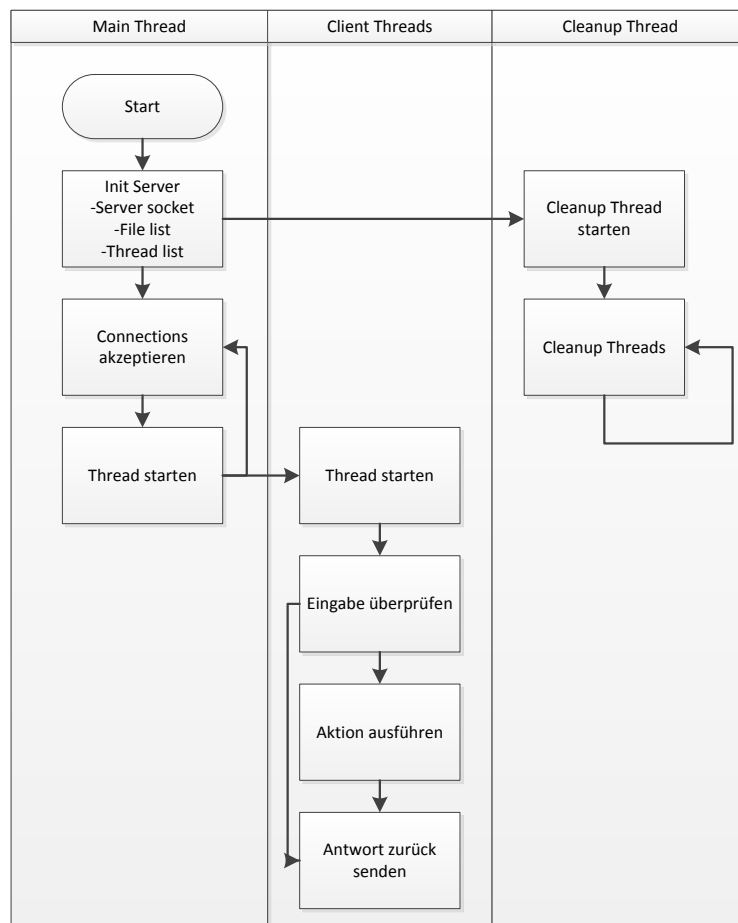 Main Thread
Client Threads
Cleanup Thread
Start
Init Server
-Server socket
-File list
-Thread list
Cleanup Thread
starten
Connections
akzeptieren
Cleanup Threads
Thread starten
Thread starten
Eingabe überprüfen
Aktion ausführen
Antwort zurück
senden